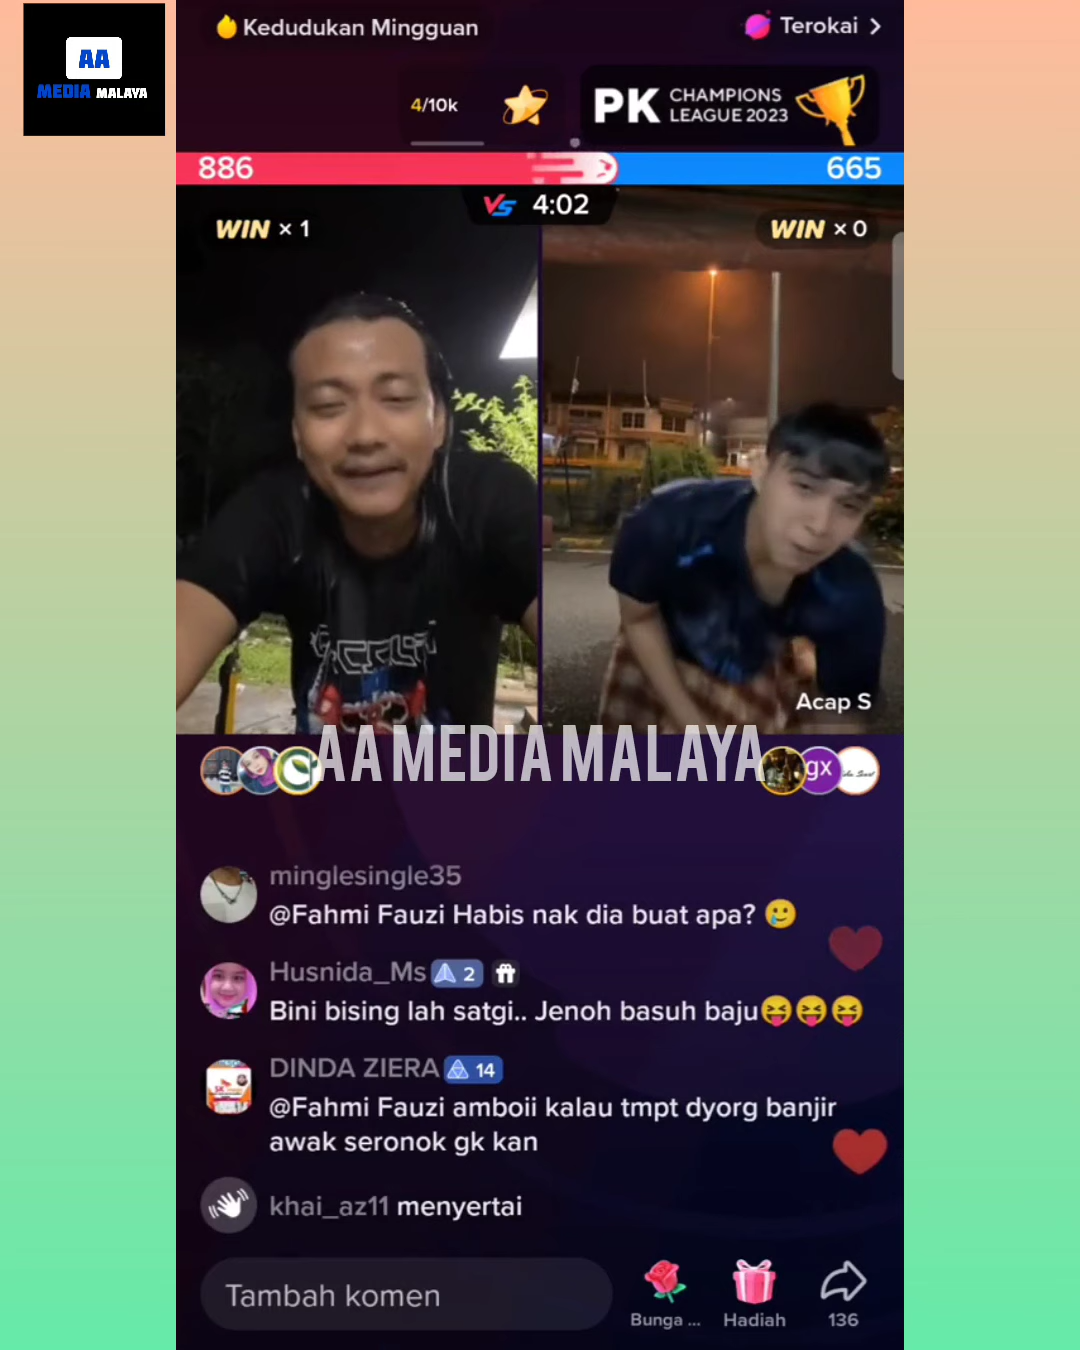 AA
MEDIA MALAYA
Kedudukan Mingguan
Terokai
4/10k
PK CHAMPIONS
LEAGUE 2023
886
665
VS 4:02
WIN × 1
WIN × 0
Acap S
AA MEDIA MALAYA
gx
minglesingle35
@Fahmi Fauzi Habis nak dia buat apa? 🥲
Husnida_Ms 2
Bini bising lah satgi.. Jenoh basuh baju😝😝😝
DINDA ZIERA 14
@Fahmi Fauzi amboii kalau tmpt dyorg banjir
awak seronok gk kan
khai_az11 menyertai
Tambah komen
Bunga ...
Hadiah
136